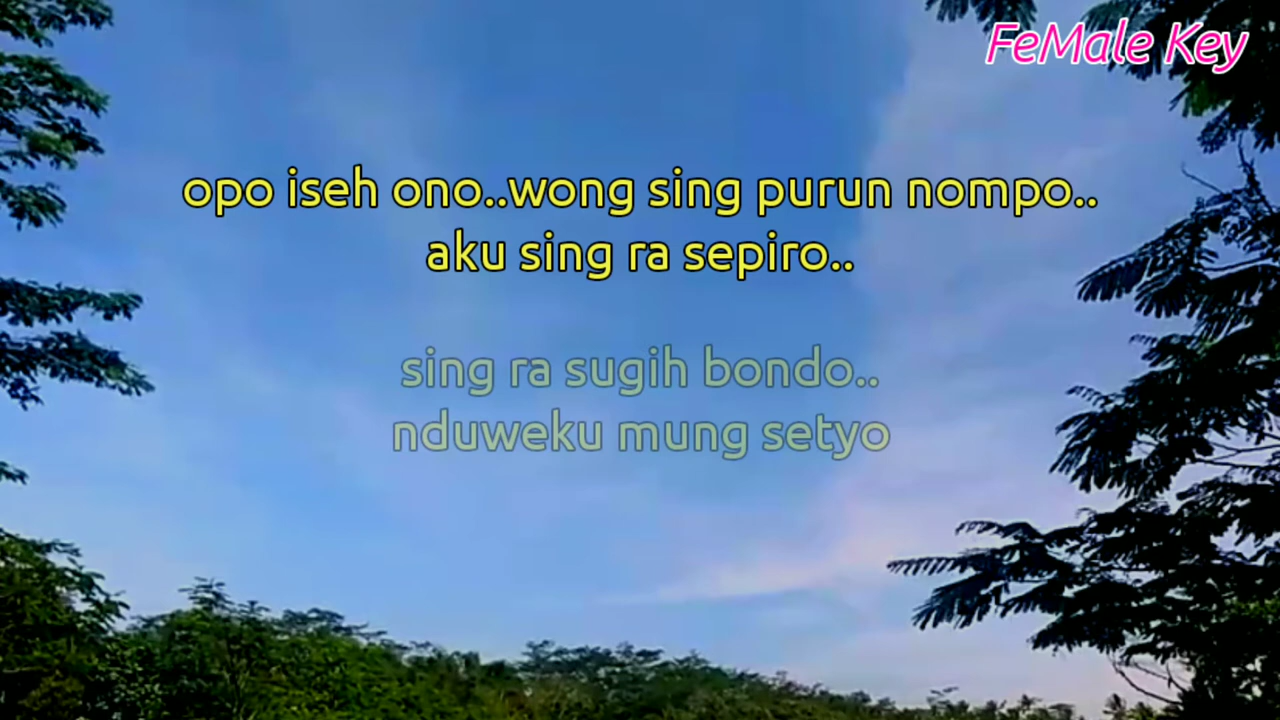 FeMale Key
opo iseh ono..wong sing purun nompo..
aku sing ra sepiro..
sing ra sugih bondo..
nduweku mung setyo